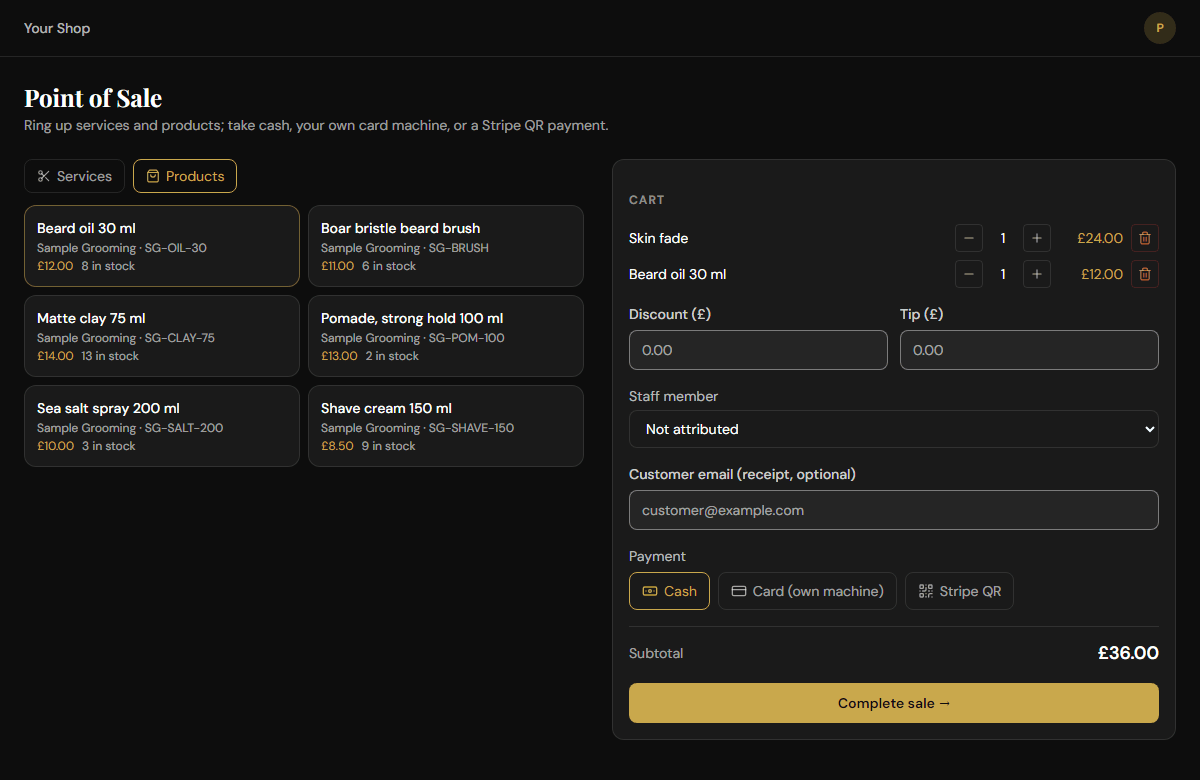 Your Shop
P
Point of Sale
Ring up services and products; take cash, your own card machine, or a Stripe QR payment.
Services
Products
Beard oil 30 ml
Sample Grooming · SG-OIL-30
£12.00 8 in stock
Boar bristle beard brush
Sample Grooming · SG-BRUSH
£11.00 6 in stock
Matte clay 75 ml
Sample Grooming · SG-CLAY-75
£14.00 13 in stock
Pomade, strong hold 100 ml
Sample Grooming · SG-POM-100
£13.00 2 in stock
Sea salt spray 200 ml
Sample Grooming · SG-SALT-200
£10.00 3 in stock
Shave cream 150 ml
Sample Grooming · SG-SHAVE-150
£8.50 9 in stock
CART
Skin fade − 1 + £24.00
Beard oil 30 ml − 1 + £12.00
Discount (£)
0.00
Tip (£)
0.00
Staff member
Not attributed
Customer email (receipt, optional)
customer@example.com
Payment
Cash
Card (own machine)
Stripe QR
Subtotal £36.00
Complete sale →